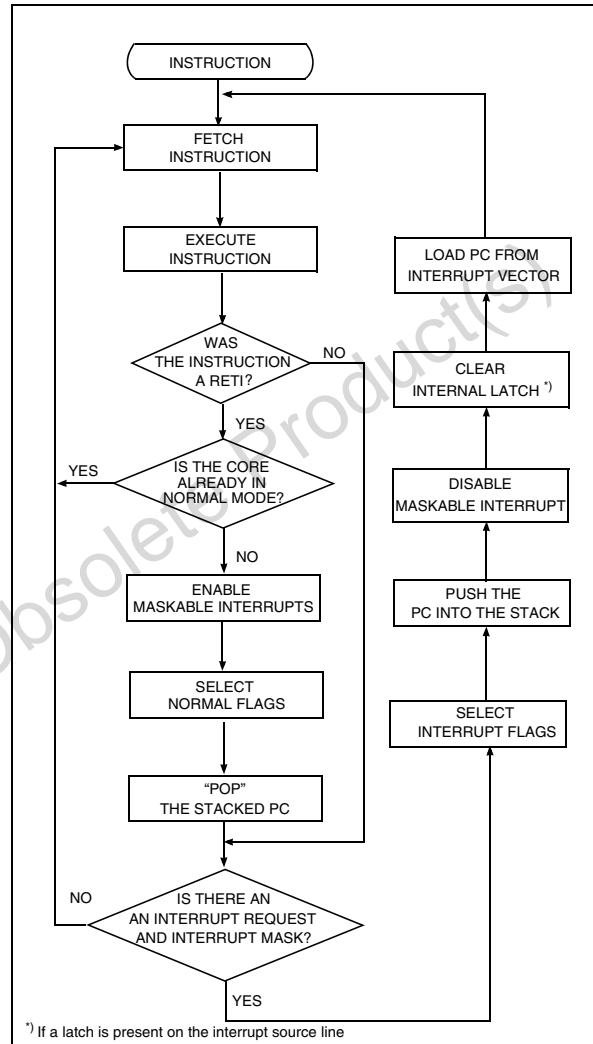 INSTRUCTION
FETCH
INSTRUCTION
EXECUTE
INSTRUCTION
WAS
THE INSTRUCTION
A RETI?
NO
YES
IS THE CORE
ALREADY IN
NORMAL MODE?
YES
NO
ENABLE
MASKABLE INTERRUPTS
SELECT
NORMAL FLAGS
“POP”
THE STACKED PC
IS THERE AN
AN INTERRUPT REQUEST
AND INTERRUPT MASK?
NO
YES
SELECT
INTERRUPT FLAGS
PUSH THE
PC INTO THE STACK
DISABLE
MASKABLE INTERRUPT
CLEAR
INTERNAL LATCH *)
LOAD PC FROM
INTERRUPT VECTOR
*) If a latch is present on the interrupt source line
Obsolete Product(s)